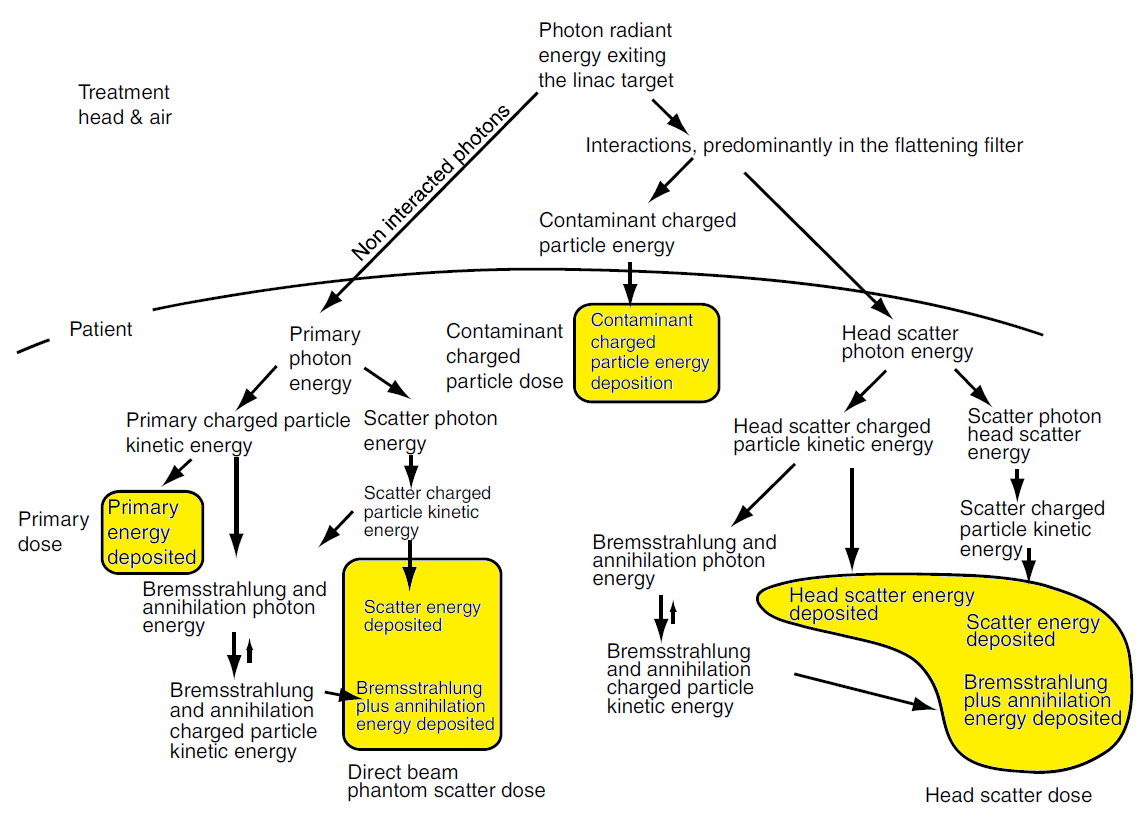 Photon radiant
energy exiting
the linac target
Treatment
head & air
Non interacted photons
Interactions, predominantly in the flattening filter
Contaminant charged
particle energy
Patient
Primary
photon
energy
Contaminant
charged
particle dose
Contaminant
charged
particle energy
deposition
Head scatter
photon energy
Primary charged particle
kinetic energy
Scatter photon
energy
Head scatter charged
particle kinetic energy
Scatter photon
head scatter
energy
Primary
dose
Primary
energy
deposited
Scatter charged
particle kinetic
energy
Scatter charged
particle kinetic
energy
Bremsstrahlung and
annihilation photon
energy
Bremsstrahlung and
annihilation photon
energy
Scatter energy
deposited
Head scatter energy
deposited
Scatter energy
deposited
Bremsstrahlung
and annihilation
charged particle
kinetic energy
Bremsstrahlung
plus annihilation
energy deposited
Bremsstrahlung
and annihilation
charged particle
kinetic energy
Bremsstrahlung
plus annihilation
energy deposited
Direct beam
phantom scatter dose
Head scatter dose